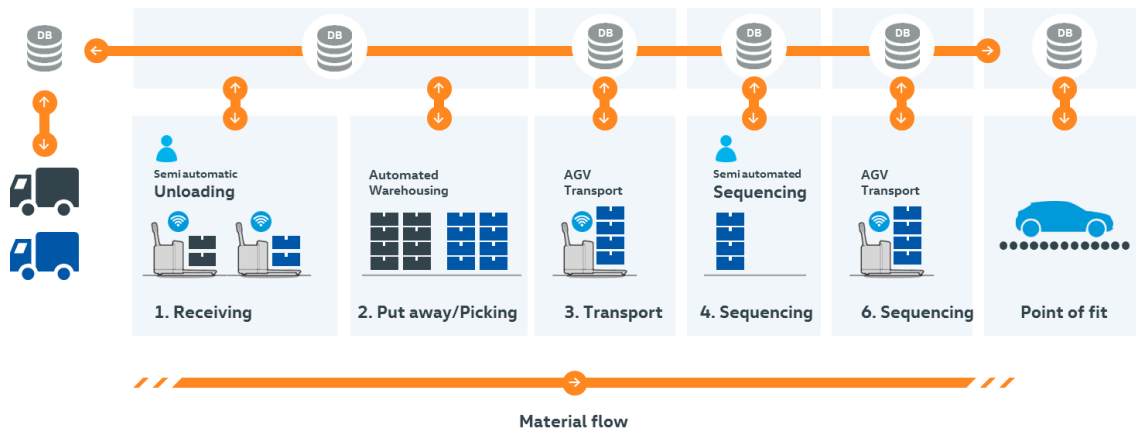 DB
DB
DB
DB
DB
DB
Semi automatic
Unloading
Automated
Warehousing
AGV
Transport
Semi automated
Sequencing
AGV
Transport
1. Receiving
2. Put away/Picking
3. Transport
4. Sequencing
6. Sequencing
Point of fit
Material flow